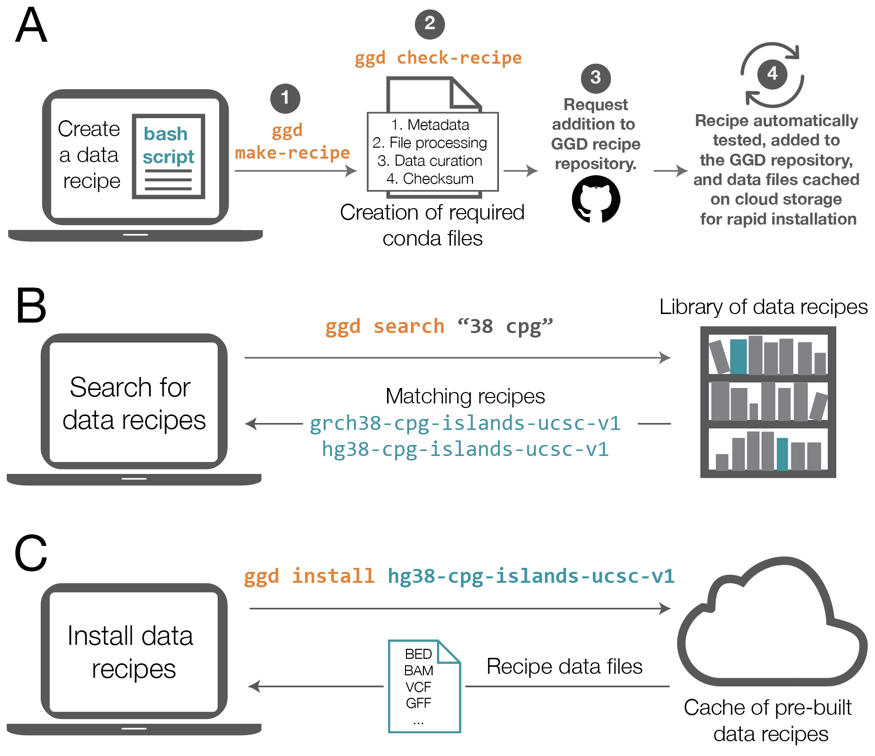 A
Create
a data
recipe
bash
script
1
ggd
make-recipe
2
ggd check-recipe
1. Metadata
2. File processing
3. Data curation
4. Checksum
Creation of required
conda files
3
Request
addition to
GGD recipe
repository.
4
Recipe automatically
tested, added to
the GGD repository,
and data files cached
on cloud storage
for rapid installation
B
Search for
data recipes
ggd search “38 cpg”
Matching recipes
grch38-cpg-islands-ucsc-v1
hg38-cpg-islands-ucsc-v1
Library of data recipes
C
Install data
recipes
ggd install hg38-cpg-islands-ucsc-v1
BED
BAM
VCF
GFF
...
Recipe data files
Cache of pre-built
data recipes